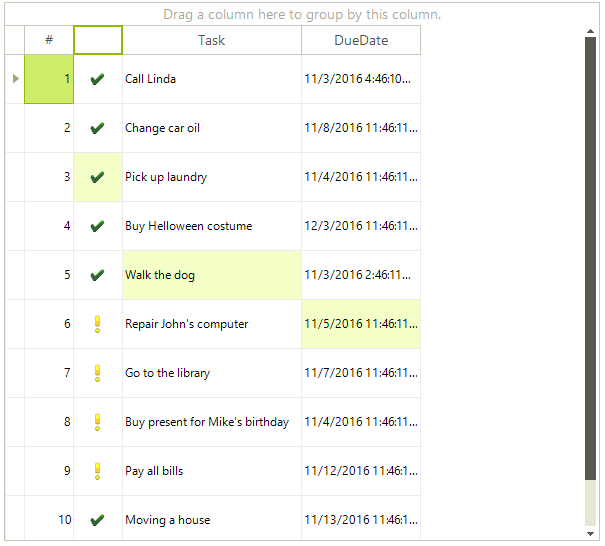 Drag a column here to group by this column.
# Task DueDate
1 Call Linda 11/3/2016 4:46:10...
2 Change car oil 11/8/2016 11:46:11...
3 Pick up laundry 11/4/2016 11:46:11...
4 Buy Helloween costume 12/3/2016 11:46:11...
5 Walk the dog 11/3/2016 2:46:11...
6 Repair John's computer 11/5/2016 11:46:11...
7 Go to the library 11/7/2016 11:46:11...
8 Buy present for Mike's birthday 11/4/2016 11:46:11...
9 Pay all bills 11/12/2016 11:46:1...
10 Moving a house 11/13/2016 11:46:1...